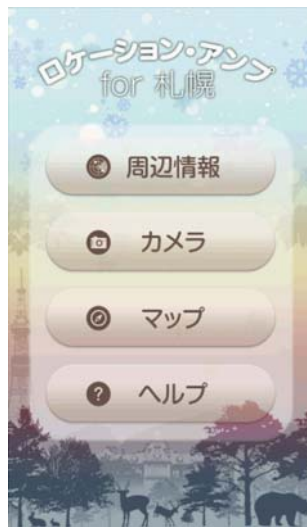 ロケーション・アンプ
for 札幌
周辺情報
カメラ
マップ
ヘルプ